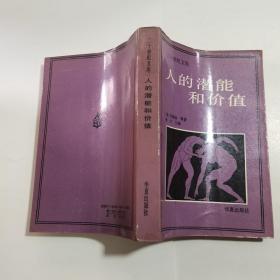 二十世纪文库
人的潜能
和价值
华夏出版社
(二十世纪文库)
人的潜能和价值
华夏出版社